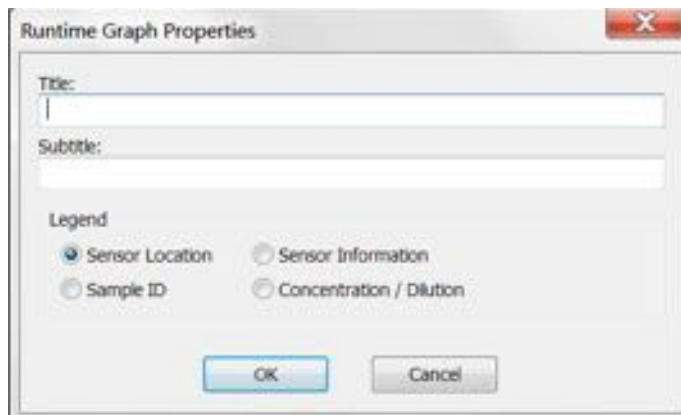 Runtime Graph Properties
Title:
Subtitle:
Legend
Sensor Location Sensor Information
Sample ID Concentration / Dilution
OK Cancel